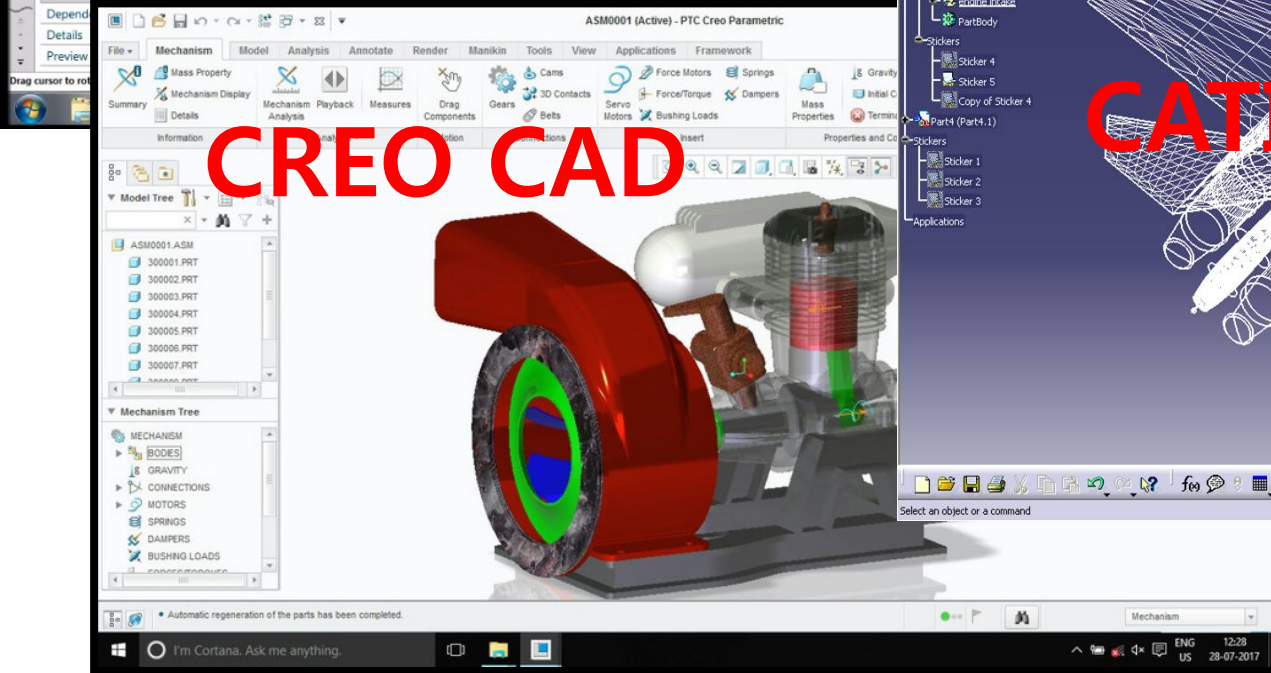 Depend
Details
Preview
Drag cursor to rot
ASM0001 (Active) - PTC Creo Parametric
File
Mechanism
Model
Analysis
Annotate
Render
Manikin
Tools
View
Applications
Framework
Summary
Mass Property
Mechanism Display
Details
Information
Mechanism
Analysis
Playback
Measures
Drag
Components
Gears
Cams
3D Contacts
Belts
Servo
Motors
Force Motors
Force/Torque
Bushing Loads
Springs
Dampers
Insert
Mass
Properties
Gravity
Initial C
Termina
Properties and Co
CREO CAD
Model Tree
ASM0001.ASM
300001.PRT
300002.PRT
300003.PRT
300004.PRT
300005.PRT
300006.PRT
300007.PRT
Mechanism Tree
MECHANISM
BODIES
GRAVITY
CONNECTIONS
MOTORS
SPRINGS
DAMPERS
BUSHING LOADS
Automatic regeneration of the parts has been completed.
Mechanism
I'm Cortana. Ask me anything.
ENG
US
12:28
28-07-2017
engine intake
PartBody
Stickers
Sticker 4
Sticker 5
Copy of Sticker 4
Part4 (Part4.1)
Stickers
Sticker 1
Sticker 2
Sticker 3
Applications
CATI
f(x)
Select an object or a command